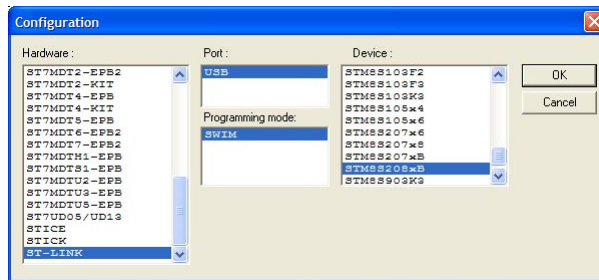 Configuration
Hardware :
ST7MDT2-EPB2
ST7MDT2-KIT
ST7MDT4-EPB
ST7MDT4-KIT
ST7MDT5-EPB
ST7MDT6-EPB2
ST7MDT7-EPB2
ST7MDTH1-EPB
ST7MDTS1-EPB
ST7MDTU2-EPB
ST7MDTU3-EPB
ST7MDTU5-EPB
ST7UD05/UD13
STICE
STICK
ST-LINK
Port :
USB
Programming mode:
SWIM
Device :
STM8S103F2
STM8S103F3
STM8S103K3
STM8S105x4
STM8S105x6
STM8S207x6
STM8S207x8
STM8S207xB
STM8S208xB
STM8S903K3
OK
Cancel